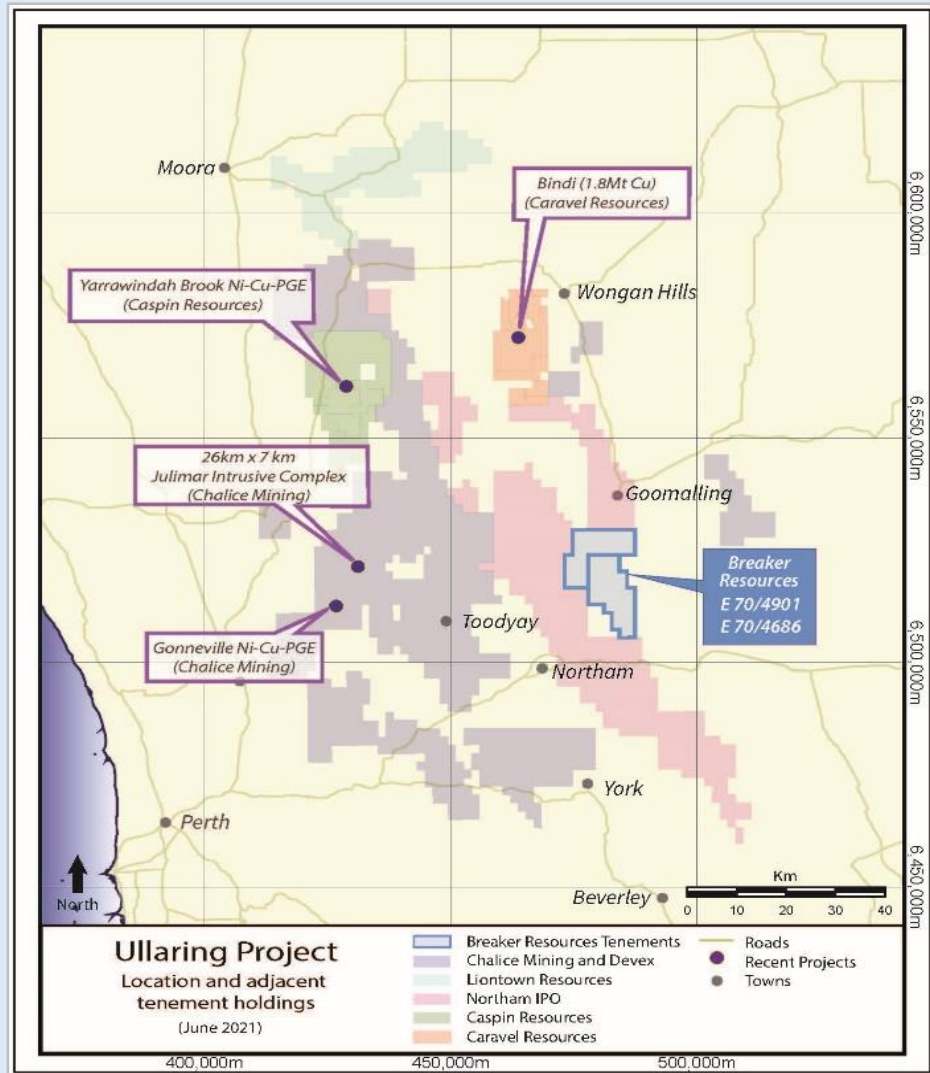 Moora
Bindi (1.8Mt Cu)
(Caravel Resources)
6,600,000m
Yarrawindah Brook Ni-Cu-PGE
(Caspin Resources)
Wongan Hills
6,550,000m
26km x 7 km
Julimar Intrusive Complex
(Chalice Mining)
Goomalling
Breaker
Resources
E 70/4901
E 70/4686
Toodyay
Gonneville Ni-Cu-PGE
(Chalice Mining)
Northam
6,500,000m
York
Perth
North
Beverley
6,450,000m
Km
0 10 20 30 40
Ullaring Project
Location and adjacent
tenement holdings
(June 2021)
Breaker Resources Tenements
Chalice Mining and Devex
Liontown Resources
Northam IPO
Caspin Resources
Caravel Resources
Roads
Recent Projects
Towns
400,000m 450,000m 500,000m